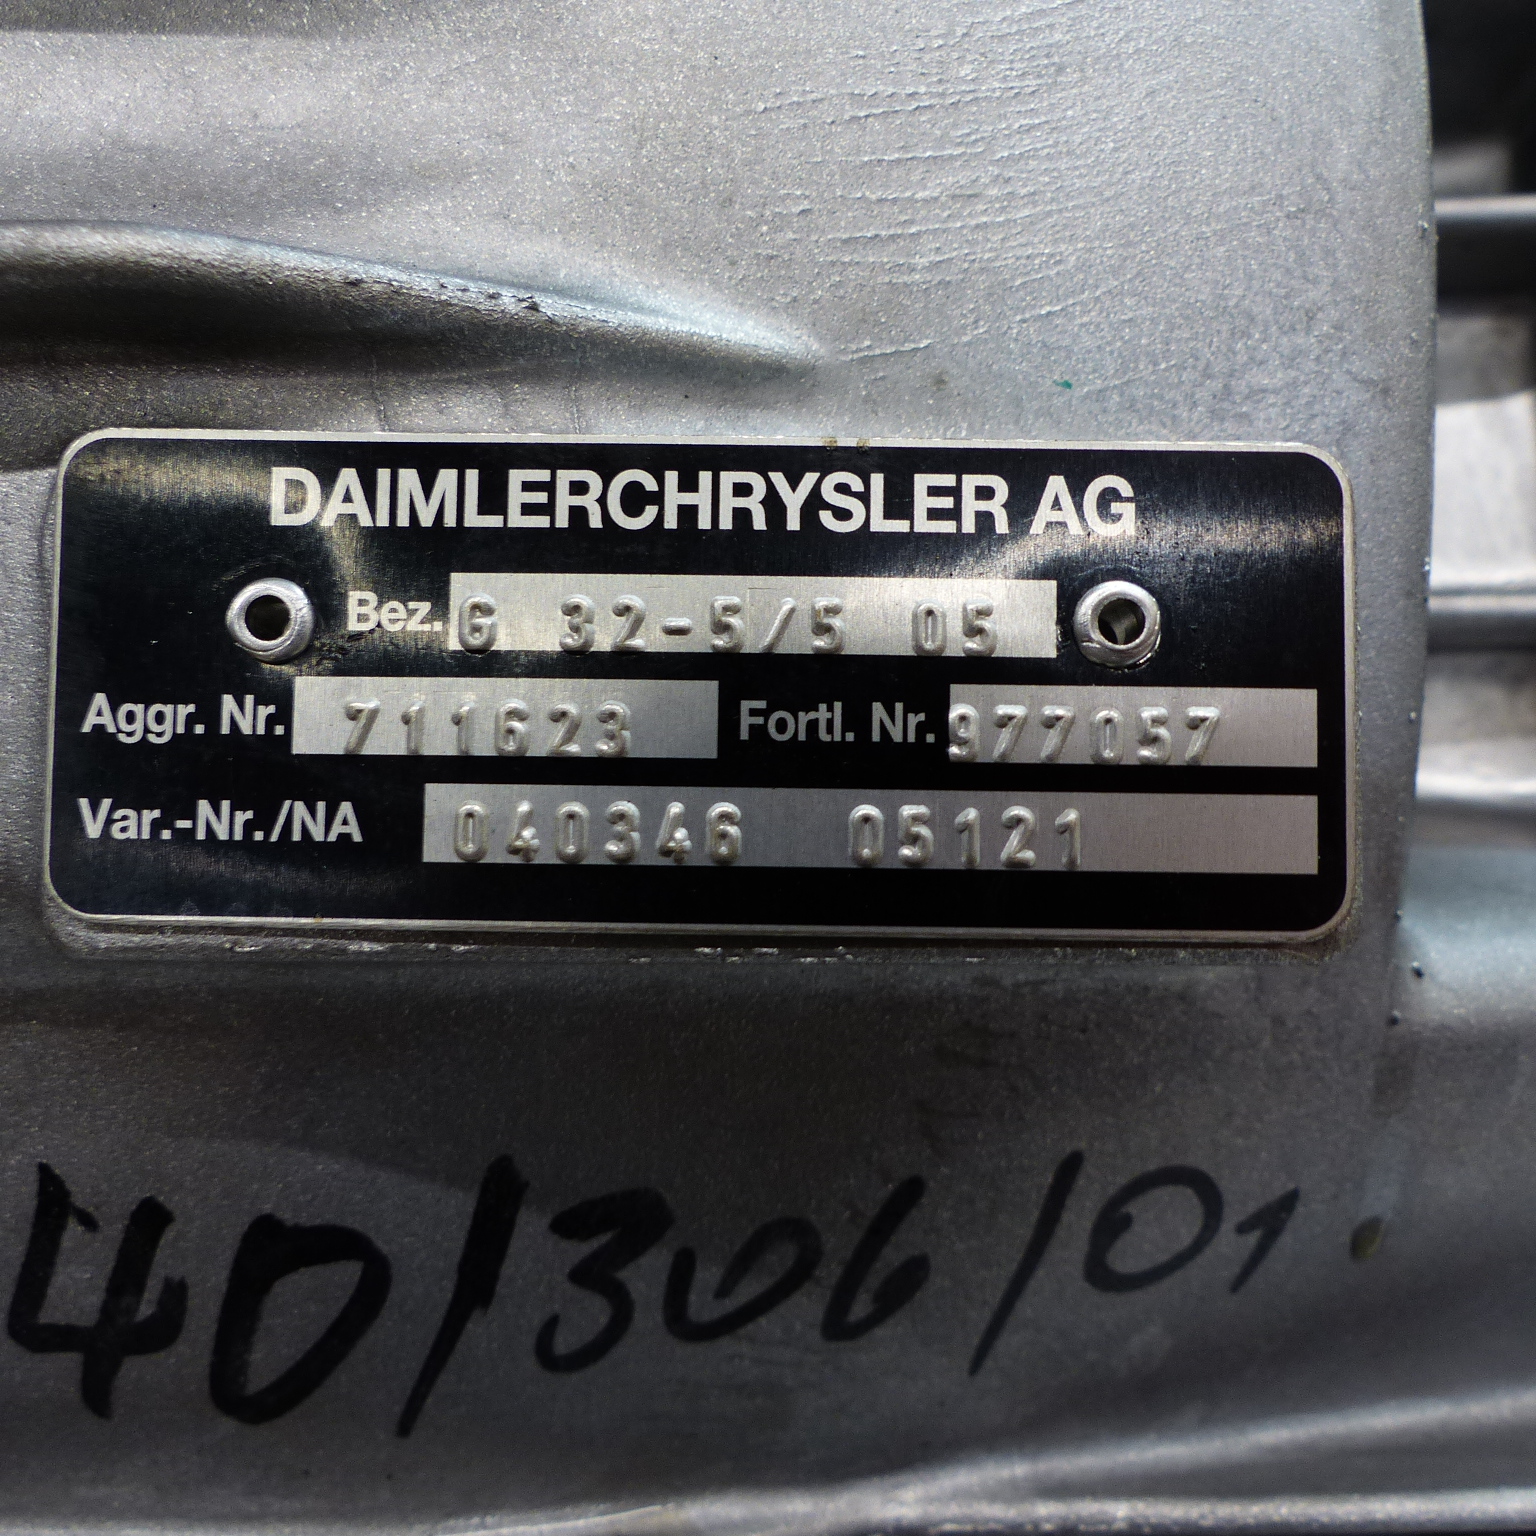 DAIMLERCHRYSLER AG
Bez. G 32-5/5 05
Aggr. Nr. 711623 Fortl. Nr. 977057
Var.-Nr./NA 040346 05121
40/306/01